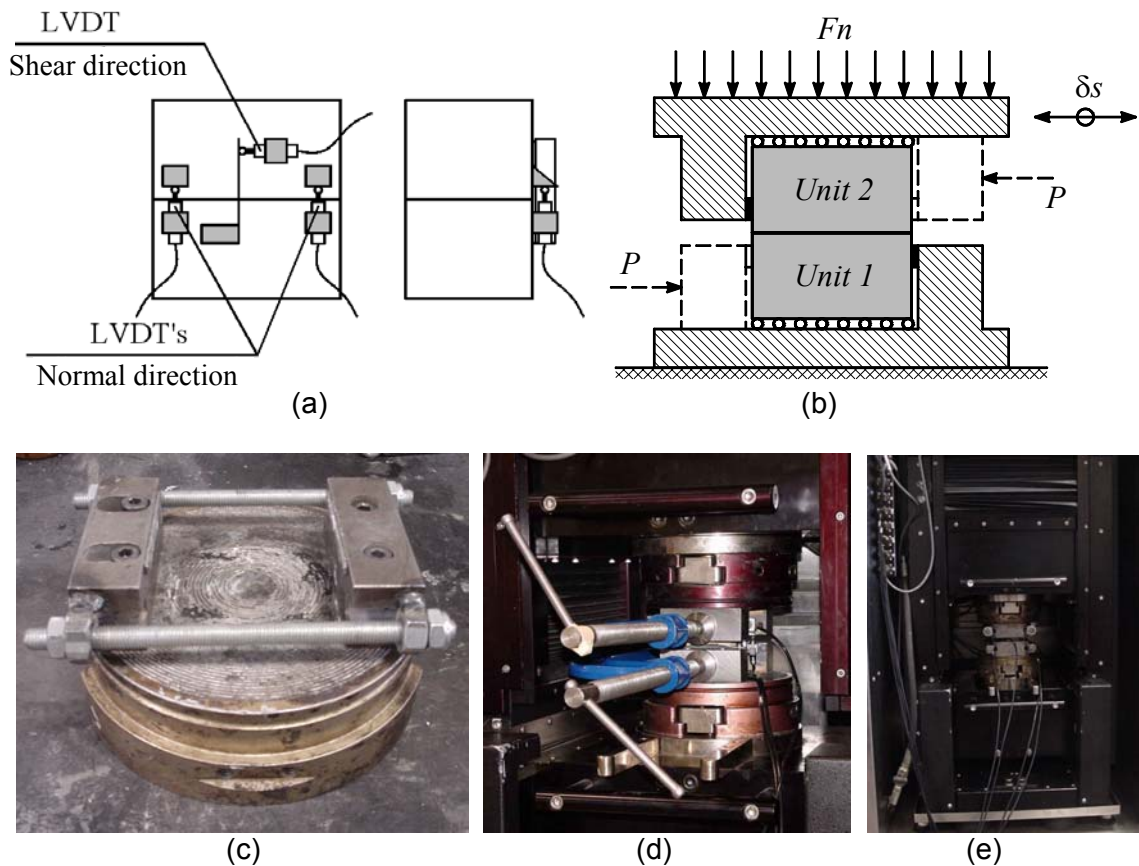 LVDT
Shear direction
LVDT's
Normal direction
(a)
Fn
δs
Unit 2
P
P
Unit 1
(b)
(c)
(d)
(e)